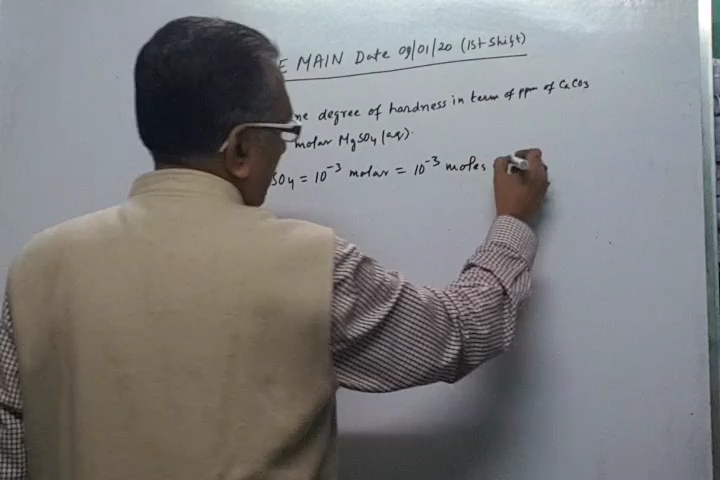 E MAIN Date 09/01/20 (1st Shift)
ne degree of hardness in term of ppm of CaCO3
molar MgSO4 (aq).
SO4 = 10⁻³ molar = 10⁻³ moles